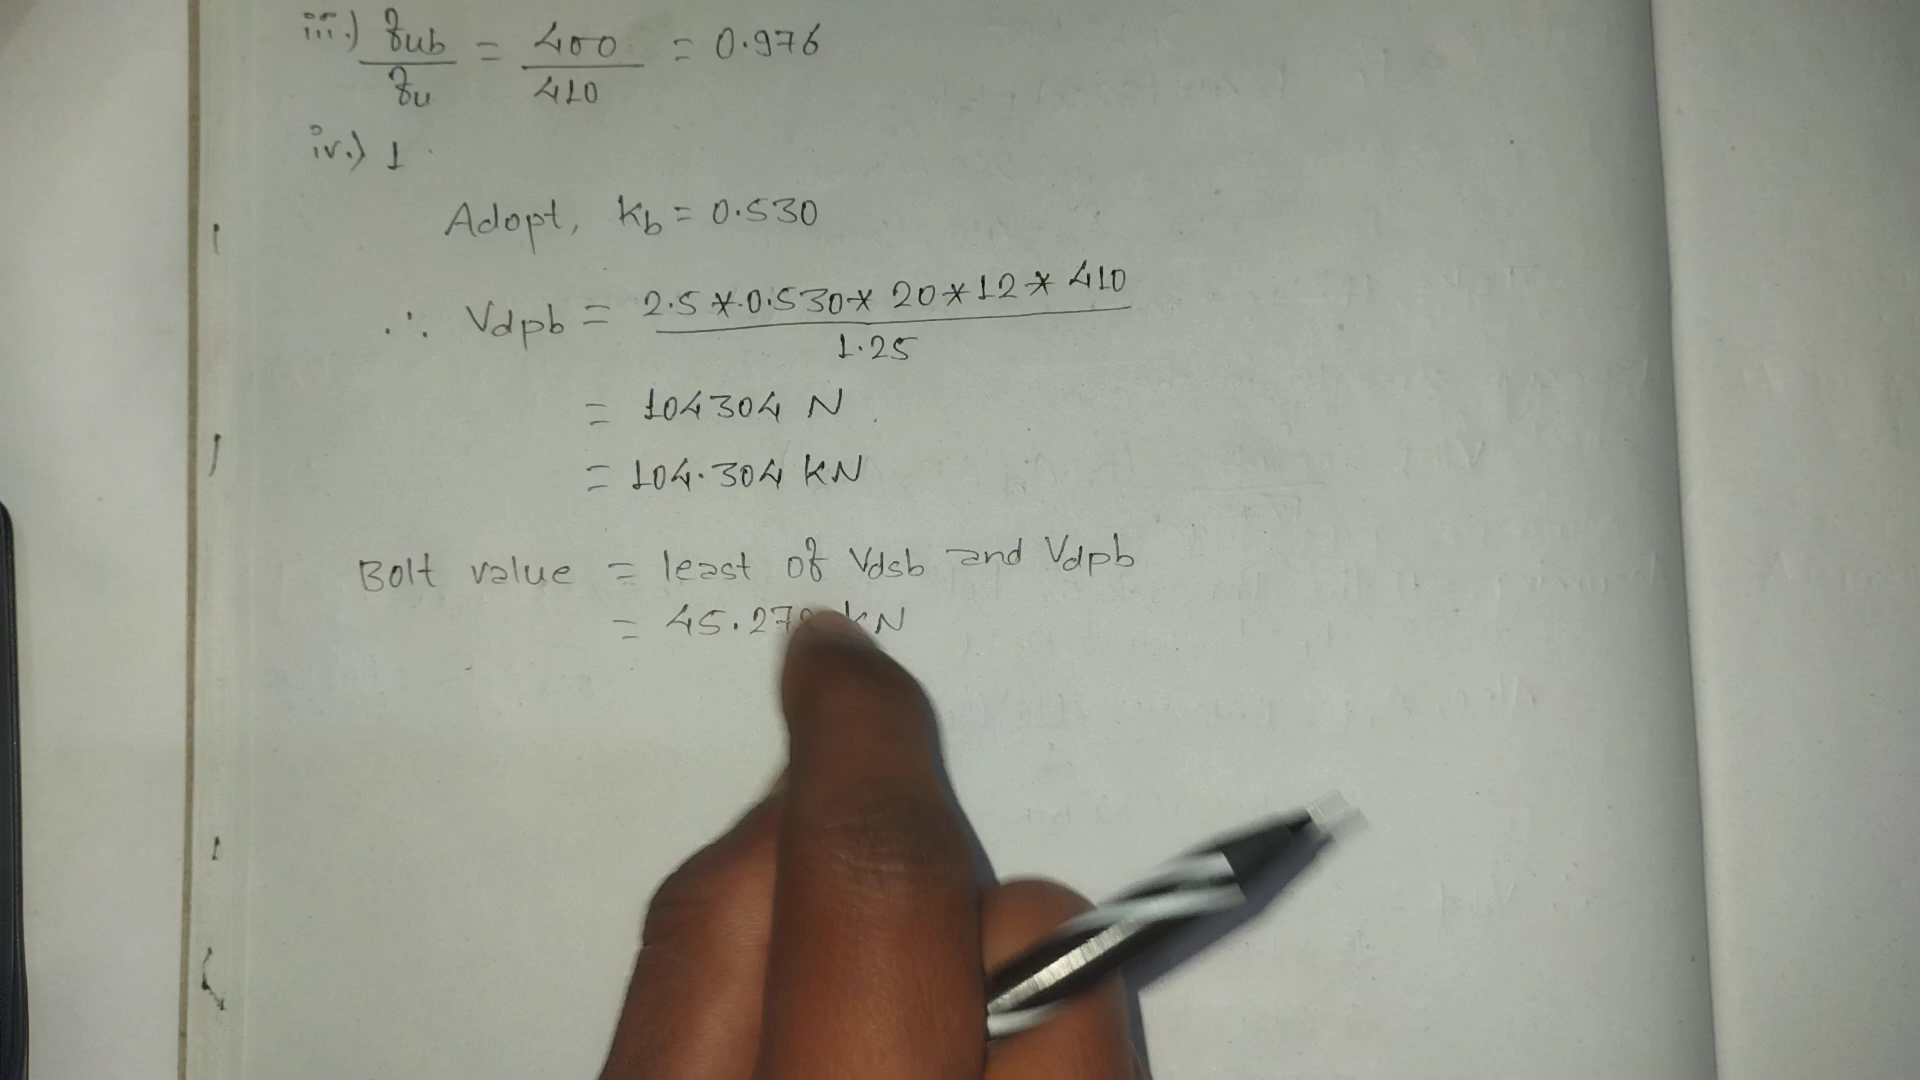 iii.) fub / fu = 400 / 410 = 0.976
iv.) 1
Adopt, Kb = 0.530
∴ Vdpb = 2.5*0.530*20*12*410 / 1.25
= 104304 N
= 104.304 KN
Bolt value = least of Vdsb and Vdpb
= kN